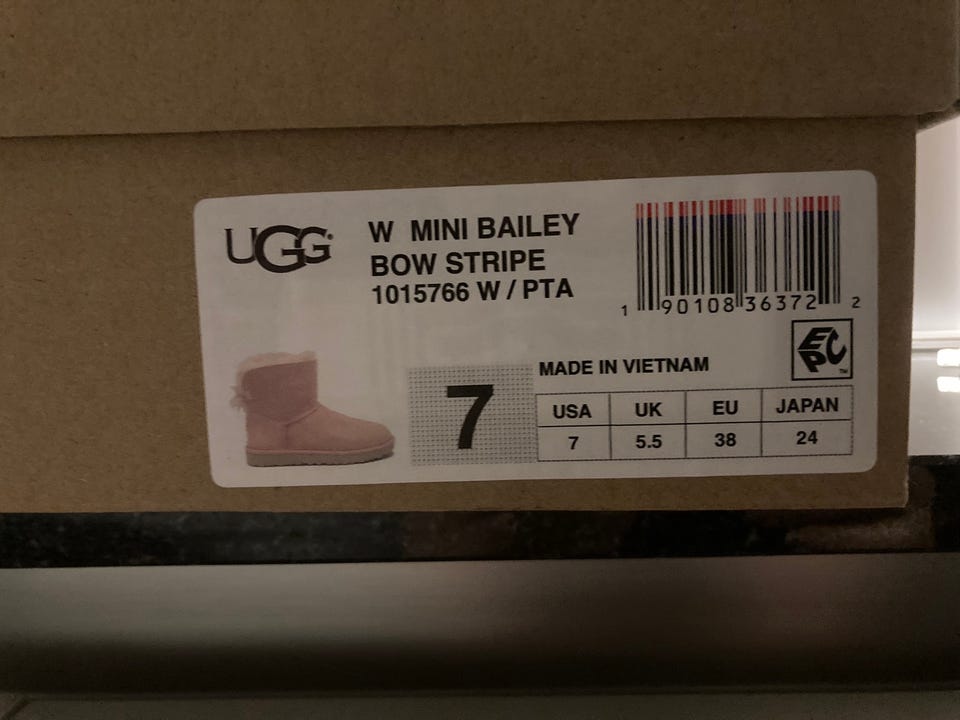 UGG®
W MINI BAILEY
BOW STRIPE
1015766 W / PTA
1 90108 36372 2
EPC™
MADE IN VIETNAM
7
USA UK EU JAPAN
7 5.5 38 24